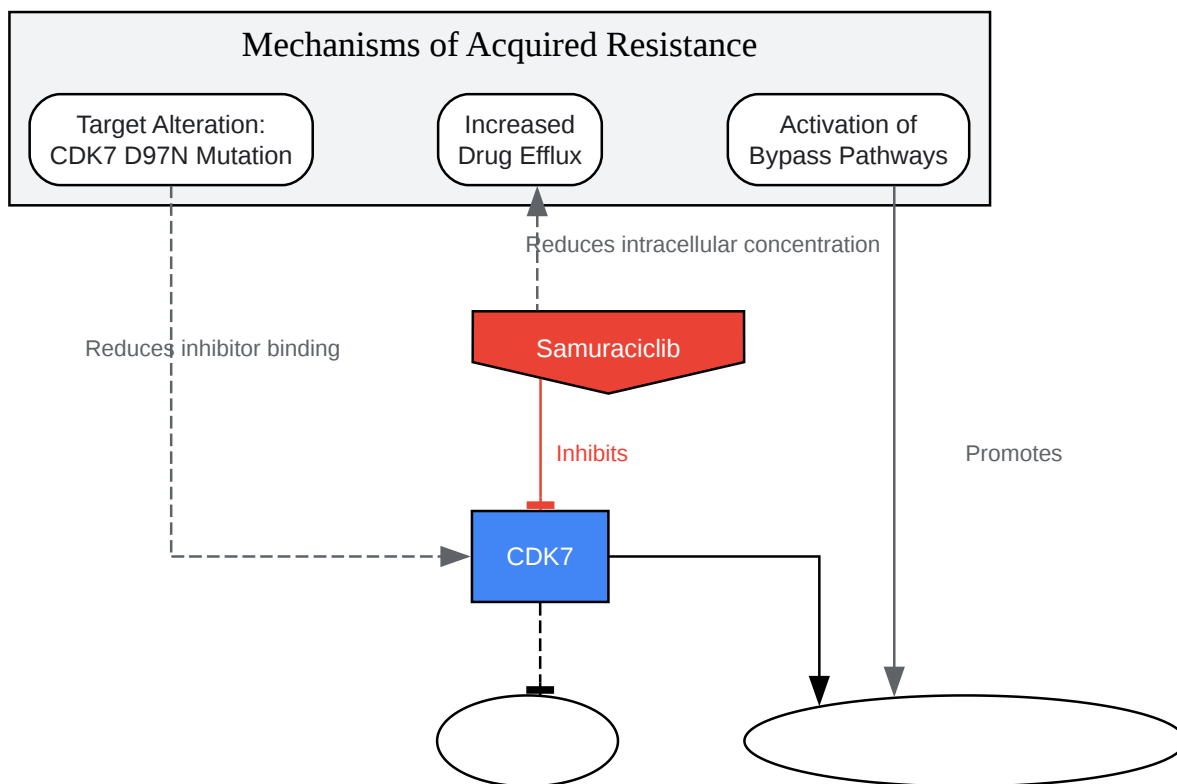 Mechanisms of Acquired Resistance
Target Alteration:
CDK7 D97N Mutation
Increased
Drug Efflux
Activation of
Bypass Pathways
Reduces intracellular concentration
Reduces inhibitor binding
Samuraciclib
Inhibits
Promotes
CDK7